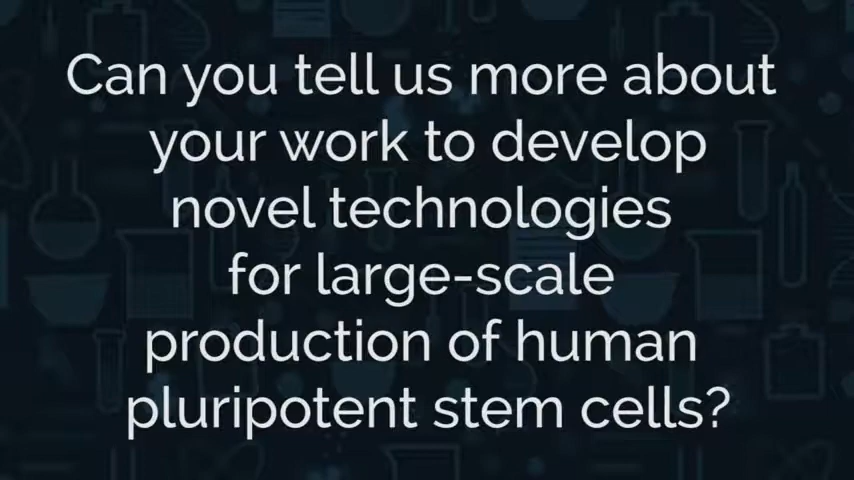 Can you tell us more about
your work to develop
novel technologies
for large-scale
production of human
pluripotent stem cells?